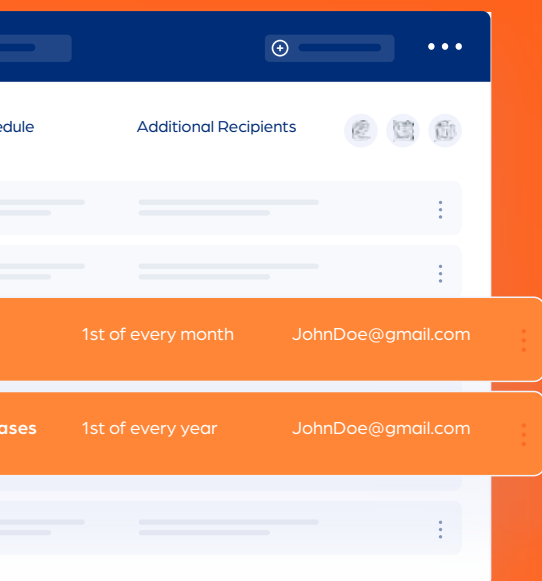 edule Additional Recipients
1st of every month JohnDoe@gmail.com
ases 1st of every year JohnDoe@gmail.com